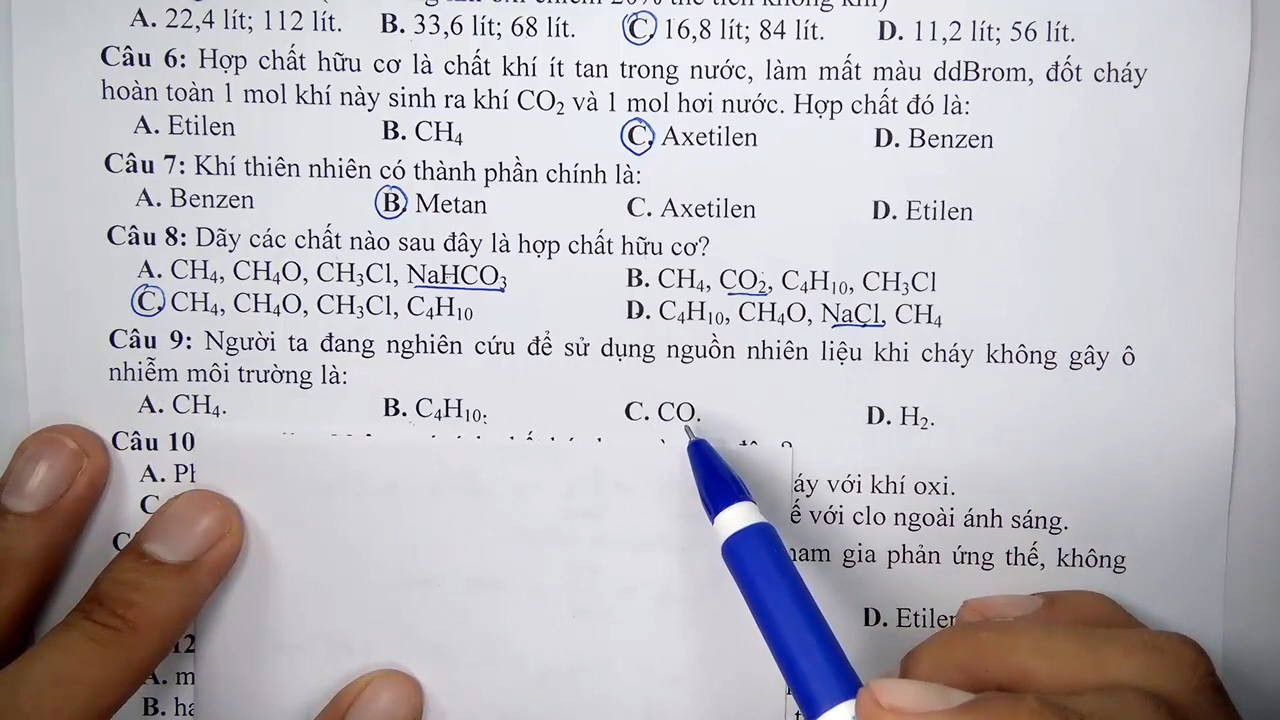 A. 22,4 lít; 112 lít. B. 33,6 lít; 68 lít. C. 16,8 lít; 84 lít. D. 11,2 lít; 56 lít.
Câu 6: Hợp chất hữu cơ là chất khí ít tan trong nước, làm mất màu ddBrom, đốt cháy
hoàn toàn 1 mol khí này sinh ra khí CO₂ và 1 mol hơi nước. Hợp chất đó là:
A. Etilen B. CH₄ C. Axetilen D. Benzen
Câu 7: Khí thiên nhiên có thành phần chính là:
A. Benzen B. Metan C. Axetilen D. Etilen
Câu 8: Dãy các chất nào sau đây là hợp chất hữu cơ?
A. CH₄, CH₄O, CH₃Cl, NaHCO₃ B. CH₄, CO₂, C₄H₁₀, CH₃Cl
C. CH₄, CH₄O, CH₃Cl, C₄H₁₀ D. C₄H₁₀, CH₄O, NaCl, CH₄
Câu 9: Người ta đang nghiên cứu để sử dụng nguồn nhiên liệu khi cháy không gây ô
nhiễm môi trường là:
A. CH₄. B. C₄H₁₀. C. CO. D. H₂.
Câu 10
A.
áy với khí oxi.
C
với clo ngoài ánh sáng.
gia phản ứng thế, không
D.
12
A. m
B.